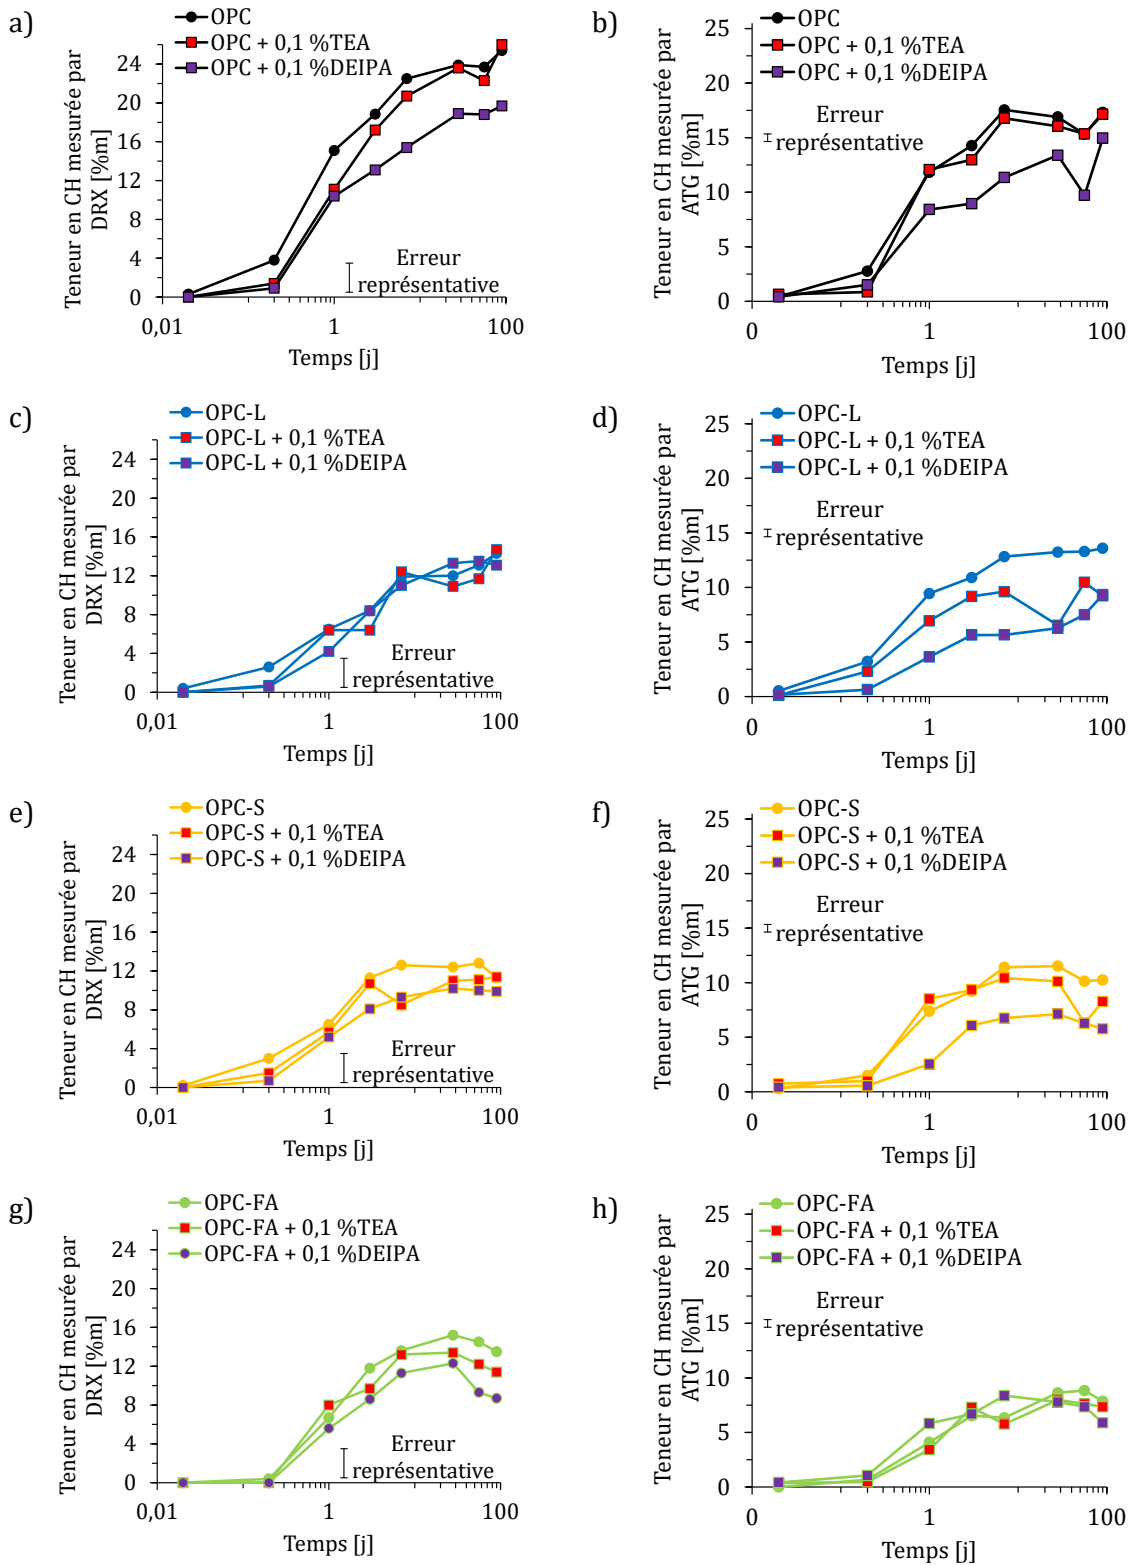 a)
OPC
OPC + 0,1 %TEA
OPC + 0,1 %DEIPA
Teneur en CH mesurée par
DRX [%m]
24
20
16
12
8
4
0
Erreur
représentative
0,01
1
100
Temps [j]
b)
OPC
OPC + 0,1 %TEA
OPC + 0,1 %DEIPA
Teneur en CH mesurée par
ATG [%m]
25
20
15
10
5
0
Erreur
représentative
0
1
100
Temps [j]
c)
OPC-L
OPC-L + 0,1 %TEA
OPC-L + 0,1 %DEIPA
Teneur en CH mesurée par
DRX [%m]
24
20
16
12
8
4
0
Erreur
représentative
0,01
1
100
Temps [j]
d)
OPC-L
OPC-L + 0,1 %TEA
OPC-L + 0,1 %DEIPA
Teneur en CH mesurée par
ATG [%m]
25
20
15
10
5
0
Erreur
représentative
0
1
100
Temps [j]
e)
OPC-S
OPC-S + 0,1 %TEA
OPC-S + 0,1 %DEIPA
Teneur en CH mesurée par
DRX [%m]
24
20
16
12
8
4
0
Erreur
représentative
0,01
1
100
Temps [j]
f)
OPC-S
OPC-S + 0,1 %TEA
OPC-S + 0,1 %DEIPA
Teneur en CH mesurée par
ATG [%m]
25
20
15
10
5
0
Erreur
représentative
0
1
100
Temps [j]
g)
OPC-FA
OPC-FA + 0,1 %TEA
OPC-FA + 0,1 %DEIPA
Teneur en CH mesurée par
DRX [%m]
24
20
16
12
8
4
0
Erreur
représentative
0,01
1
100
Temps [j]
h)
OPC-FA
OPC-FA + 0,1 %TEA
OPC-FA + 0,1 %DEIPA
Teneur en CH mesurée par
ATG [%m]
25
20
15
10
5
0
Erreur
représentative
0
1
100
Temps [j]